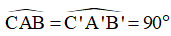 CAB = C'A'B' = 90°